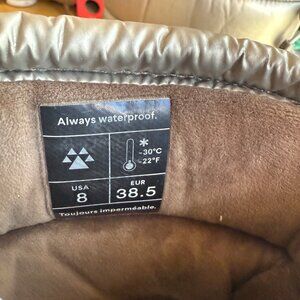 Always waterproof.
-30°C
-22°F
USA
8
EUR
38.5
Toujours imperméable.